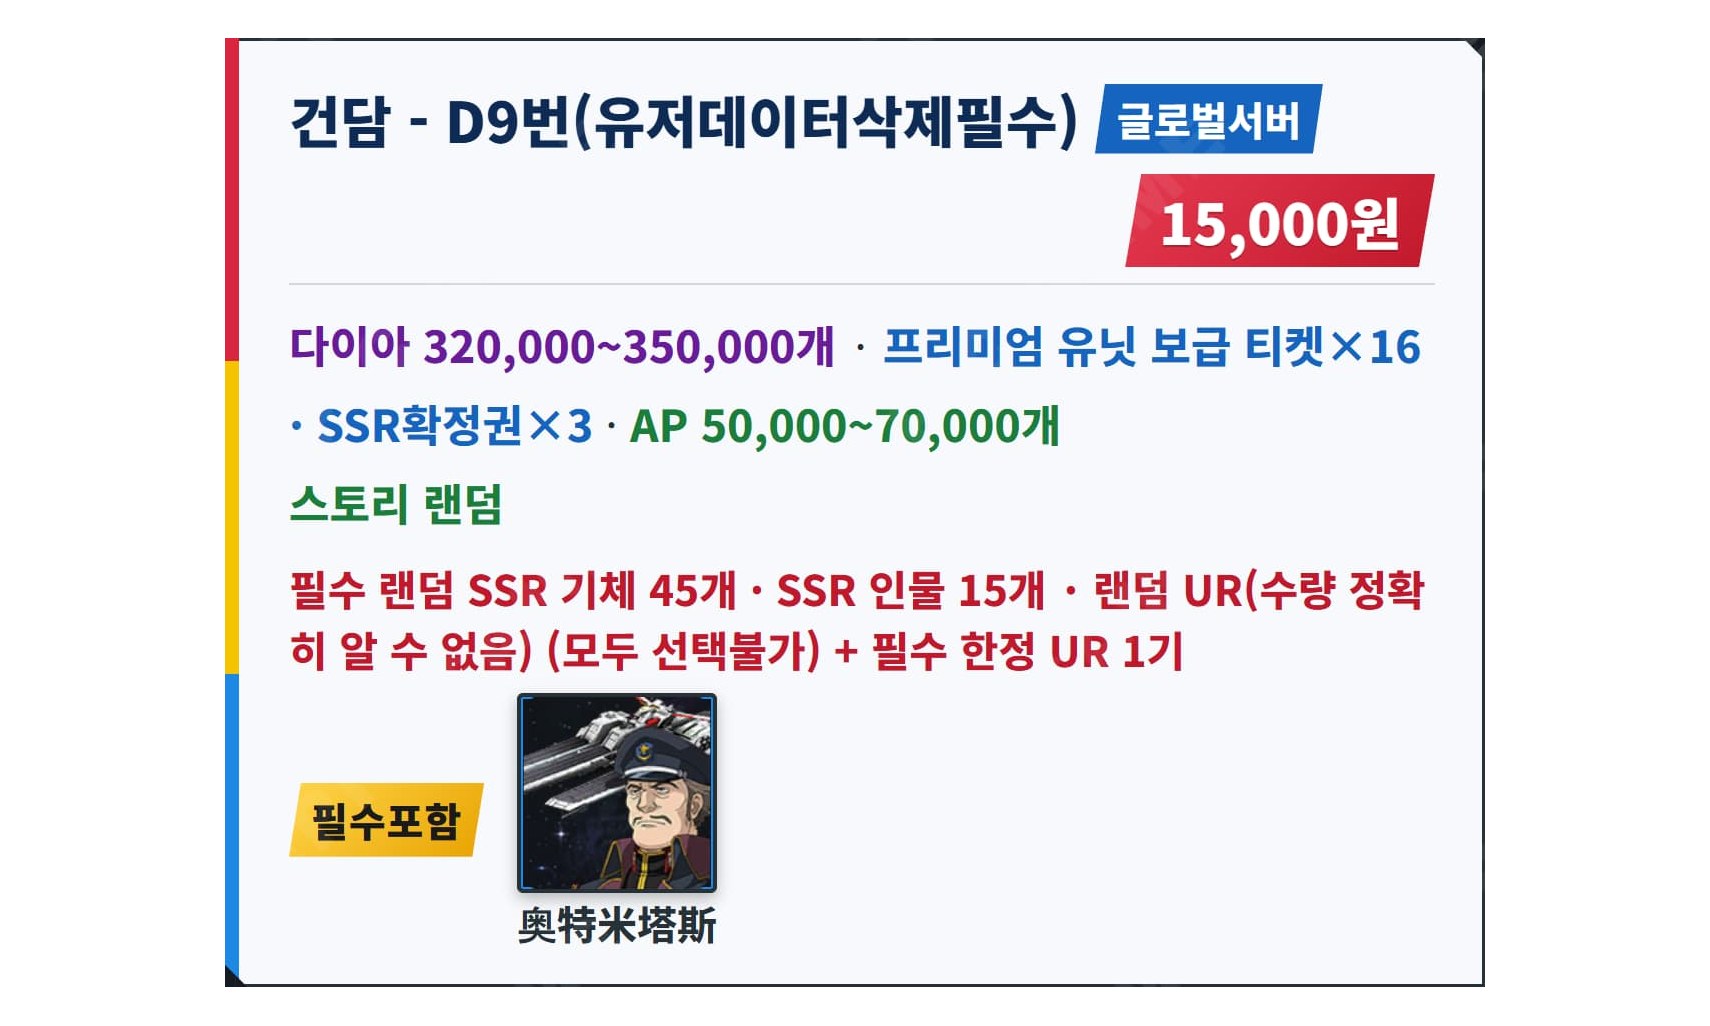 건담 - D9번(유저데이터삭제필수) 글로벌서버
15,000원
다이아 320,000~350,000개 · 프리미엄 유닛 보급 티켓×16
· SSR확정권×3 · AP 50,000~70,000개
스토리 랜덤
필수 랜덤 SSR 기체 45개 · SSR 인물 15개 · 랜덤 UR(수량 정확
히 알 수 없음) (모두 선택불가) + 필수 한정 UR 1기
필수포함
奥特米塔斯